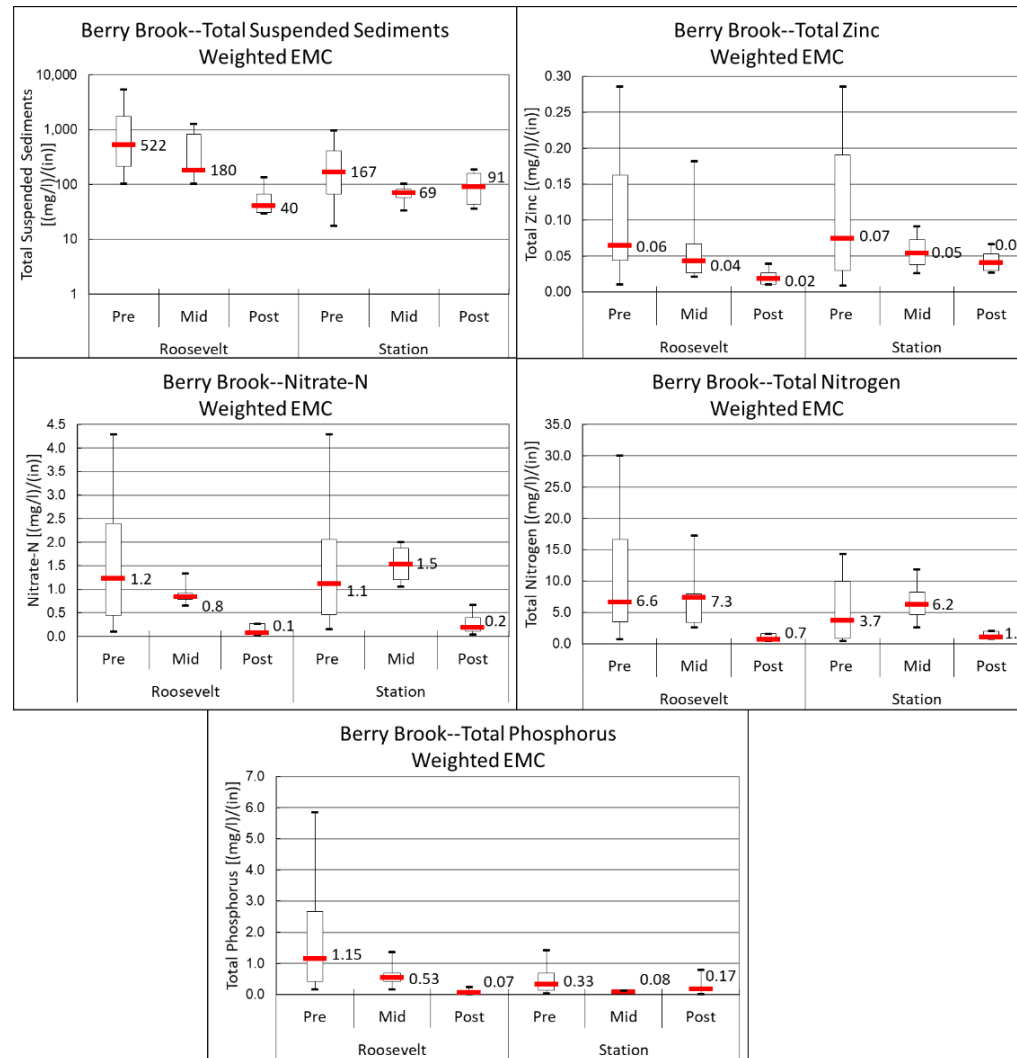 Berry Brook--Total Suspended Sediments
Weighted EMC
Total Suspended Sediments
[(mg/l)/(in)]
10,000
1,000
100
10
1
522
180
40
167
69
91
Pre Mid Post Pre Mid Post
Roosevelt Station
Berry Brook--Total Zinc
Weighted EMC
Total Zinc [(mg/l)/(in)]
0.30
0.25
0.20
0.15
0.10
0.05
0.00
0.06
0.04
0.02
0.07
0.05
0.0
Pre Mid Post Pre Mid Post
Roosevelt Station
Berry Brook--Nitrate-N
Weighted EMC
Nitrate-N [(mg/l)/(in)]
4.5
4.0
3.5
3.0
2.5
2.0
1.5
1.0
0.5
0.0
1.2
0.8
0.1
1.1
1.5
0.2
Pre Mid Post Pre Mid Post
Roosevelt Station
Berry Brook--Total Nitrogen
Weighted EMC
Total Nitrogen [(mg/l)/(in)]
35.0
30.0
25.0
20.0
15.0
10.0
5.0
0.0
6.6
7.3
0.7
3.7
6.2
1.
Pre Mid Post Pre Mid Post
Roosevelt Station
Berry Brook--Total Phosphorus
Weighted EMC
Total Phosphorus [(mg/l)/(in)]
7.0
6.0
5.0
4.0
3.0
2.0
1.0
0.0
1.15
0.53
0.07
0.33
0.08
0.17
Pre Mid Post Pre Mid Post
Roosevelt Station